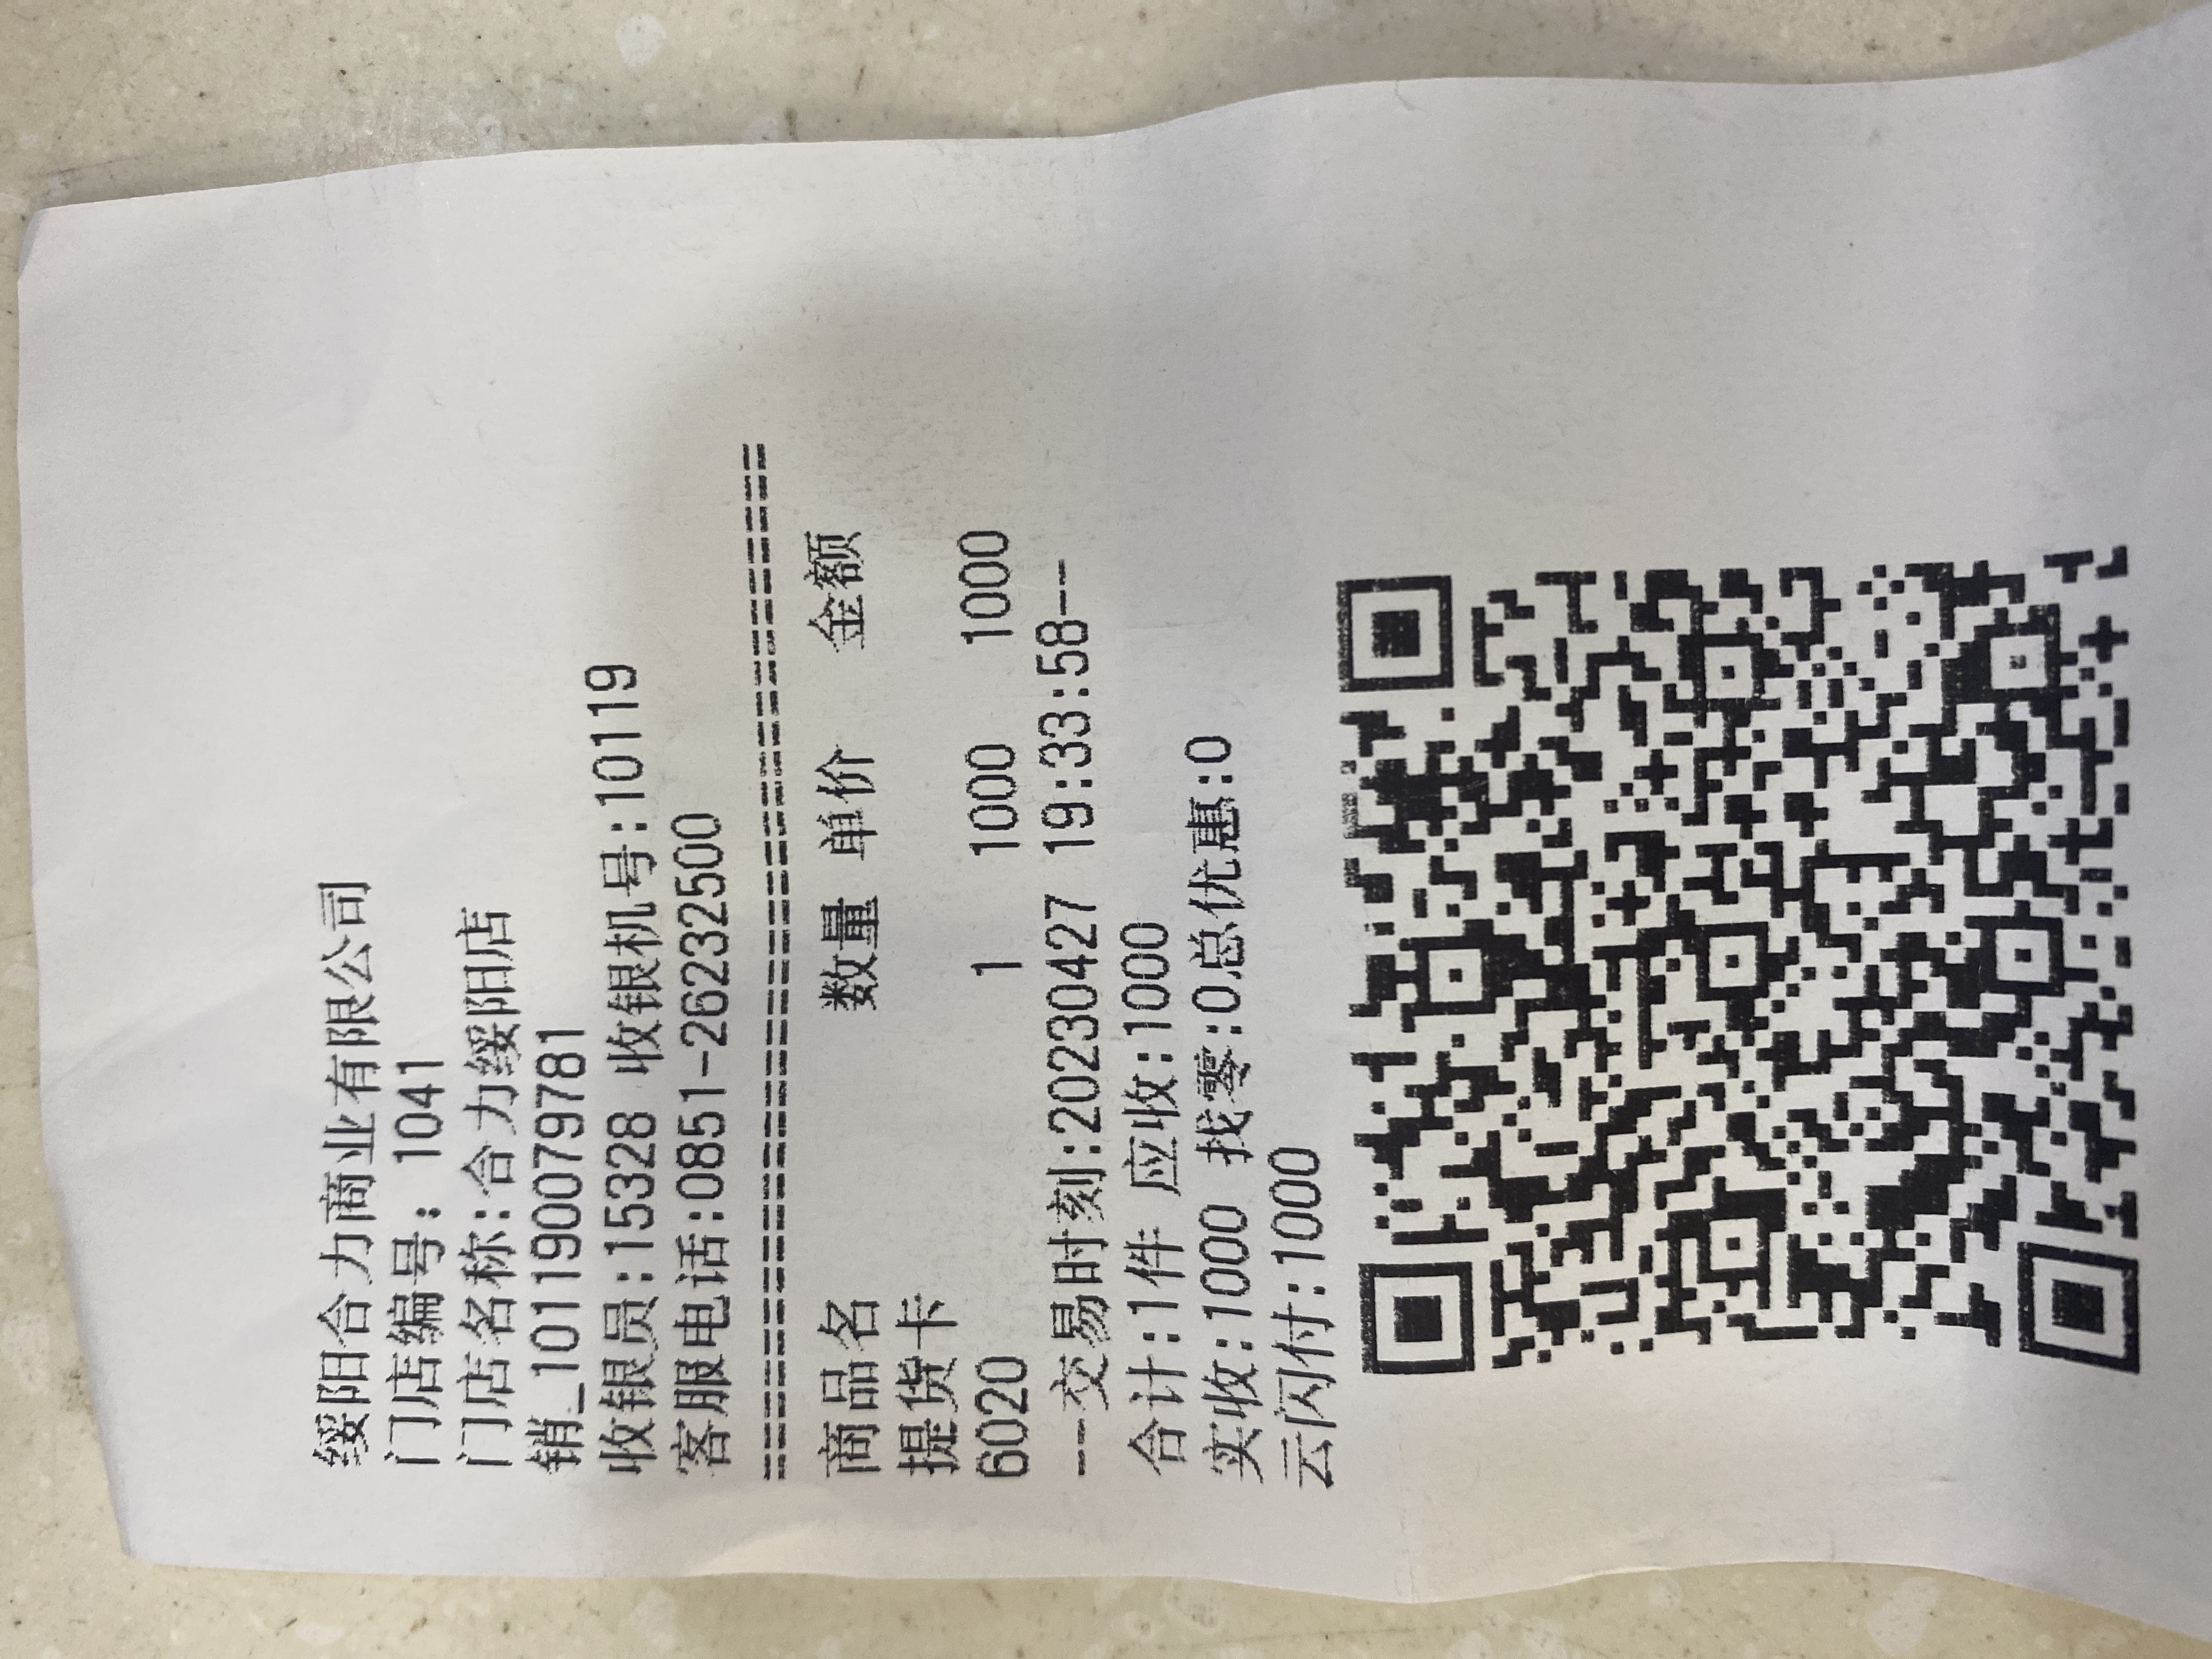 绥阳合力商业有限公司
门店编号: 1041
门店名称:合力绥阳店
销_101190079781
收银员:15328 收银机号:10119
客服电话:0851-26232500
==========================================
商品名 数量 单价 金额
提货卡
6020 1 1000 1000
--交易时刻:20230427 19:33:58--
合计:1件 应收:1000
实收:1000 找零:0总优惠:0
云闪付:1000